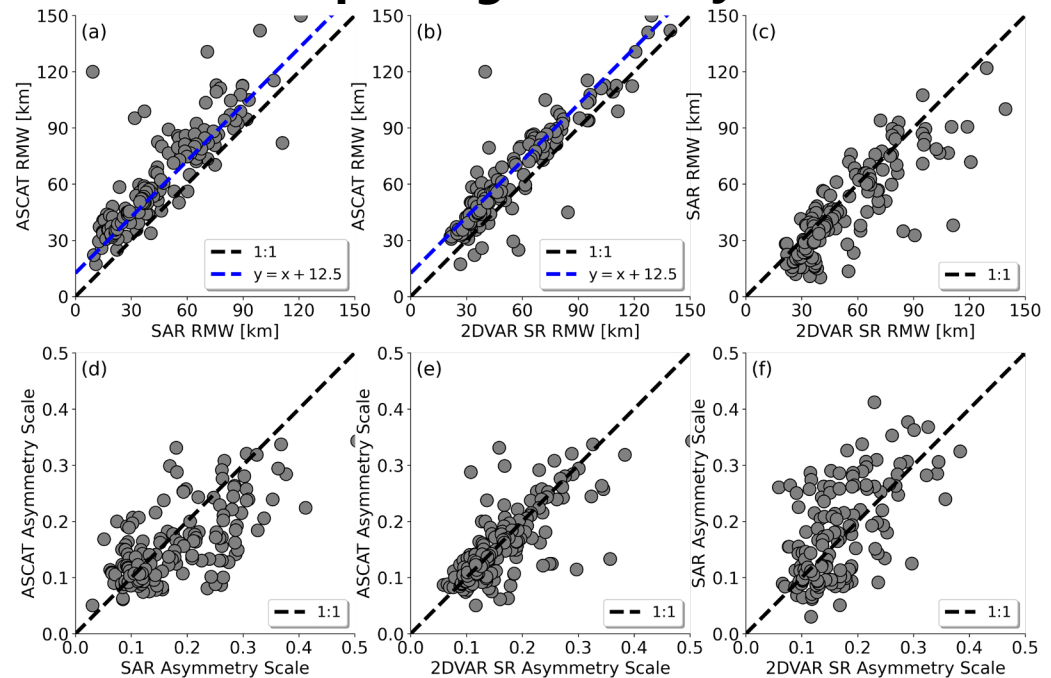 (a)
150
120
90
60
30
0
ASCAT RMW [km]
1:1
y = x + 12.5
0 30 60 90 120 150
SAR RMW [km]
(b)
150
120
90
60
30
0
ASCAT RMW [km]
1:1
y = x + 12.5
0 30 60 90 120 150
2DVAR SR RMW [km]
(c)
150
120
90
60
30
0
SAR RMW [km]
1:1
0 30 60 90 120 150
2DVAR SR RMW [km]
(d)
0.5
0.4
0.3
0.2
0.1
0.0
ASCAT Asymmetry Scale
1:1
0.0 0.1 0.2 0.3 0.4 0.5
SAR Asymmetry Scale
(e)
0.5
0.4
0.3
0.2
0.1
0.0
ASCAT Asymmetry Scale
1:1
0.0 0.1 0.2 0.3 0.4 0.5
2DVAR SR Asymmetry Scale
(f)
0.5
0.4
0.3
0.2
0.1
0.0
SAR Asymmetry Scale
1:1
0.0 0.1 0.2 0.3 0.4 0.5
2DVAR SR Asymmetry Scale